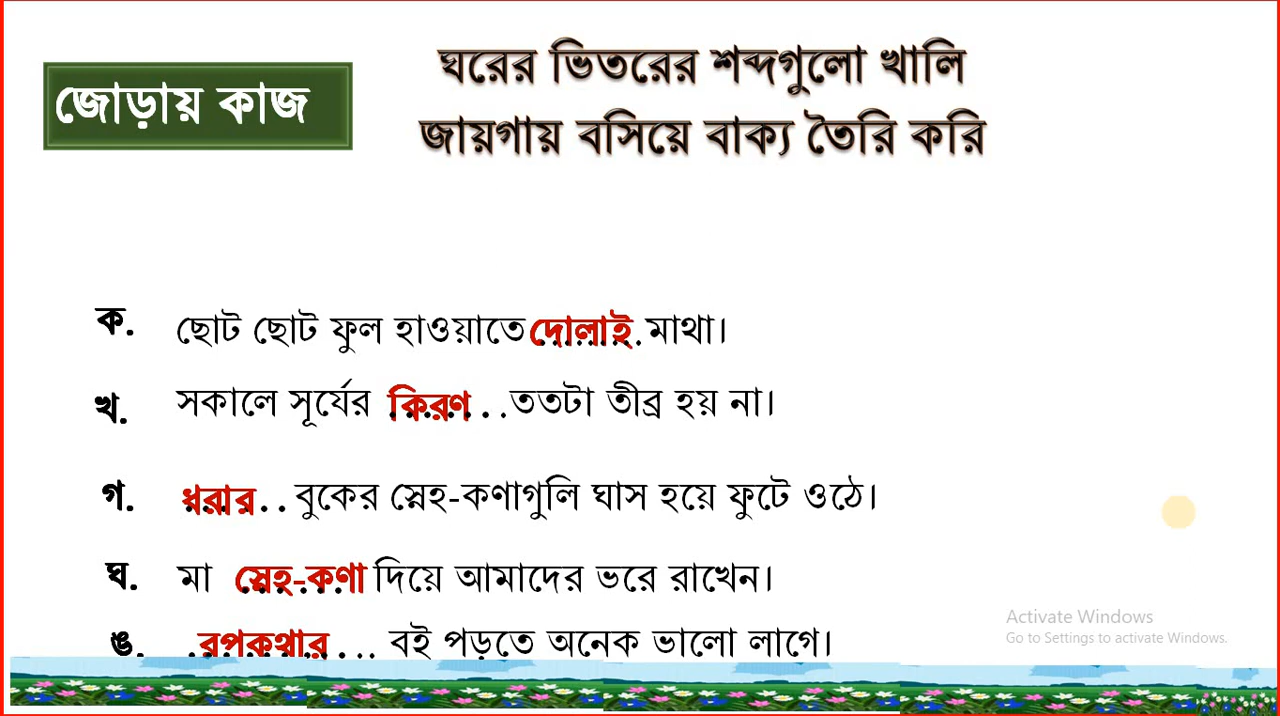 জোড়ায় কাজ
ঘরের ভিতরের শব্দগুলো খালি
জায়গায় বসিয়ে বাক্য তৈরি করি
ক. ছোট ছোট ফুল হাওয়াতে দোলাই মাথা।
খ. সকালে সূর্যের কিরণ ..ততটা তীব্র হয় না।
গ. ধরার.. বুকের স্নেহ-কণাগুলি ঘাস হয়ে ফুটে ওঠে।
ঘ. মা স্নেহ-কণা দিয়ে আমাদের ভরে রাখেন।
ঙ. .রূপকথার... বই পড়তে অনেক ভালো লাগে।
Activate Windows
Go to Settings to activate Windows.